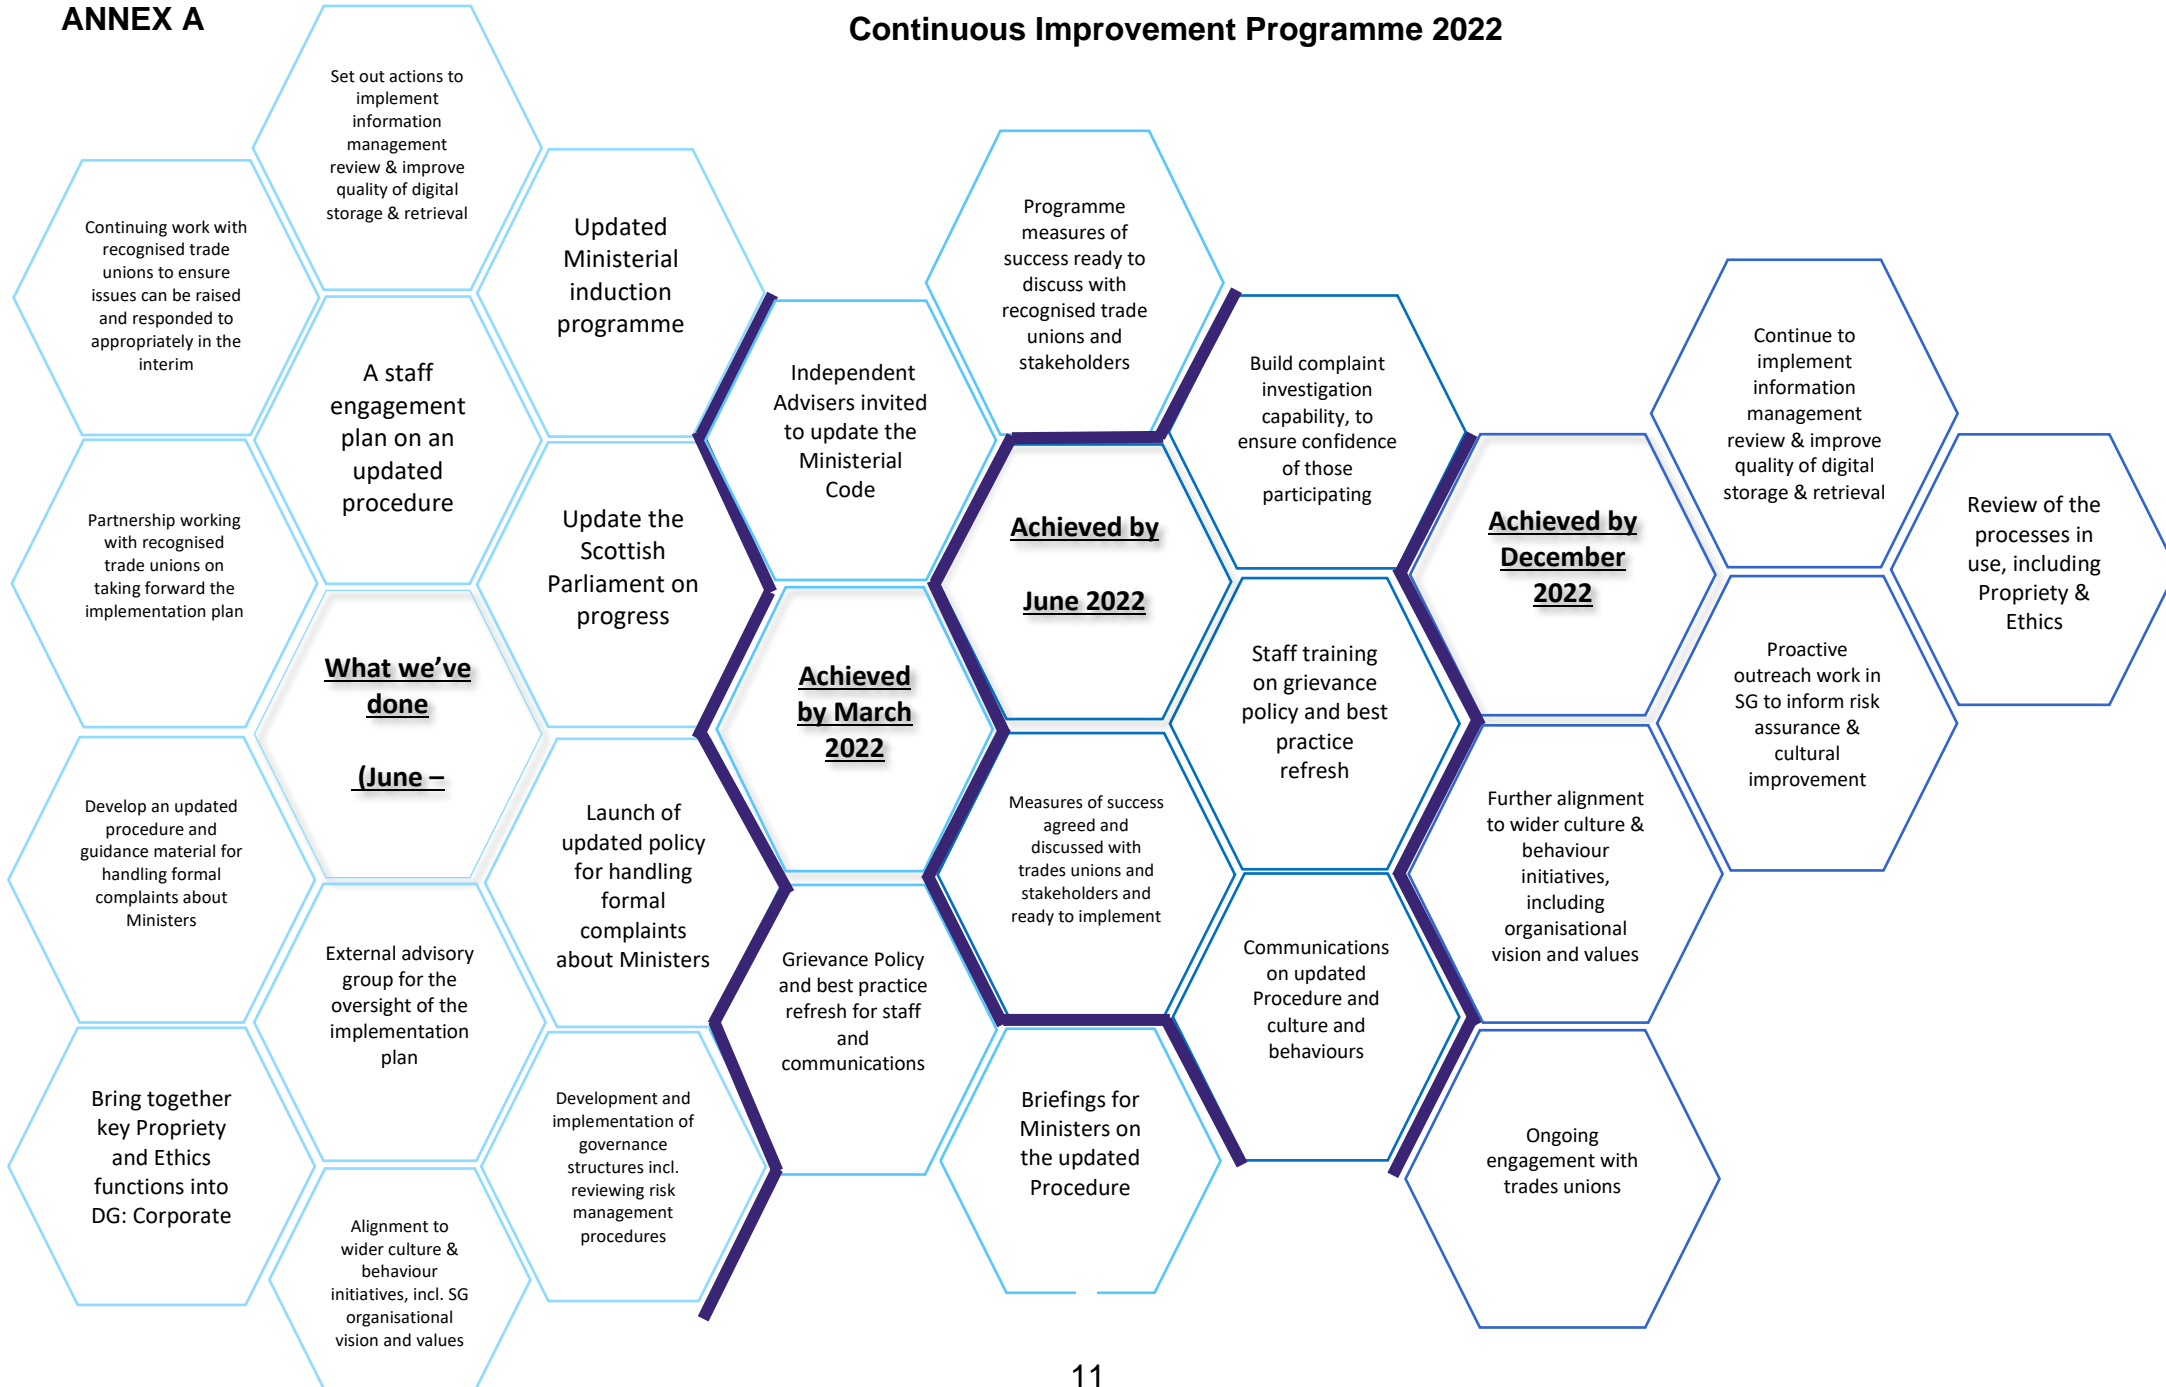 ANNEX A
Continuous Improvement Programme 2022
Set out actions to
implement
information
management
review & improve
quality of digital
storage & retrieval
Continuing work with
recognised trade
unions to ensure
issues can be raised
and responded to
appropriately in the
interim
Updated
Ministerial
induction
programme
A staff
engagement
plan on an
updated
procedure
Partnership working
with recognised
trade unions on
taking forward the
implementation plan
Update the
Scottish
Parliament on
progress
What we’ve
done
(June –
Develop an updated
procedure and
guidance material for
handling formal
complaints about
Ministers
Launch of
updated policy
for handling
formal
complaints
about Ministers
External advisory
group for the
oversight of the
implementation
plan
Bring together
key Propriety
and Ethics
functions into
DG: Corporate
Development and
implementation of
governance
structures incl.
reviewing risk
management
procedures
Alignment to
wider culture &
behaviour
initiatives, incl. SG
organisational
vision and values
Programme
measures of
success ready to
discuss with
recognised trade
unions and
stakeholders
Independent
Advisers invited
to update the
Ministerial
Code
Achieved
by March
2022
Grievance Policy
and best practice
refresh for staff
and
communications
Briefings for
Ministers on
the updated
Procedure
Build complaint
investigation
capability, to
ensure confidence
of those
participating
Achieved by
June 2022
Staff training
on grievance
policy and best
practice
refresh
Measures of success
agreed and
discussed with
trades unions and
stakeholders and
ready to implement
Communications
on updated
Procedure and
culture and
behaviours
Continue to
implement
information
management
review & improve
quality of digital
storage & retrieval
Achieved by
December
2022
Review of the
processes in
use, including
Propriety &
Ethics
Proactive
outreach work in
SG to inform risk
assurance &
cultural
improvement
Further alignment
to wider culture &
behaviour
initiatives,
including
organisational
vision and values
Ongoing
engagement with
trades unions
11